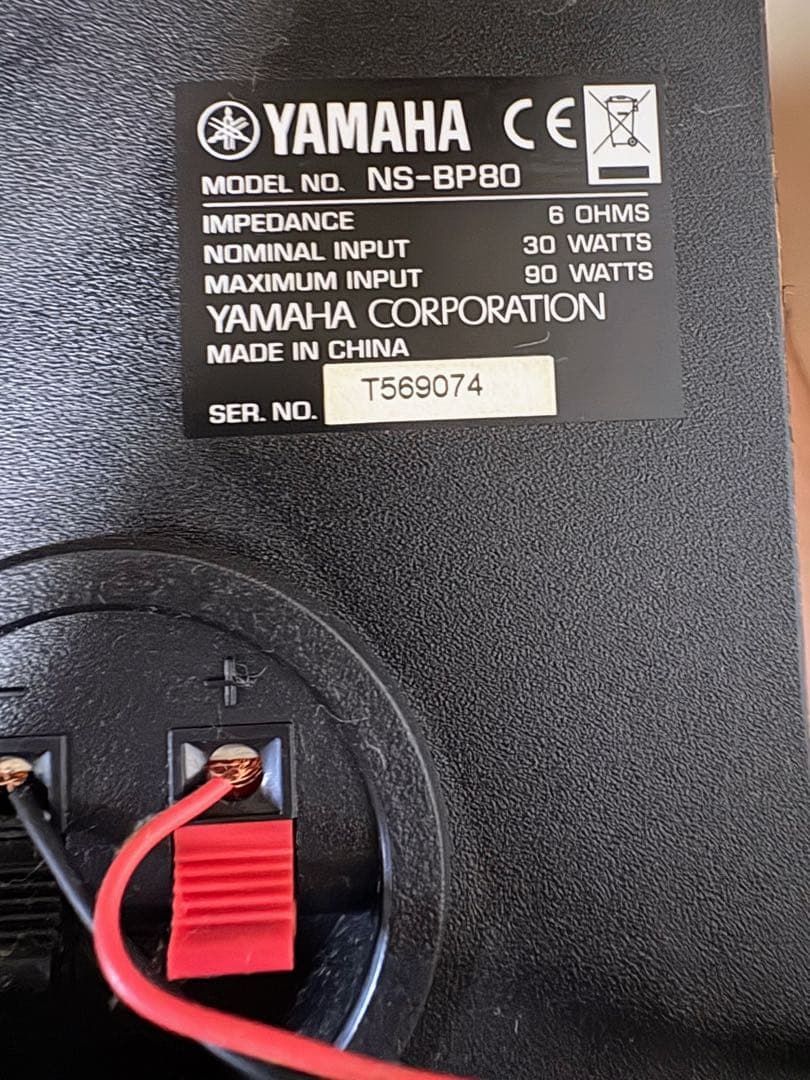 YAMAHA CE
MODEL NO. NS-BP80
IMPEDANCE 6 OHMS
NOMINAL INPUT 30 WATTS
MAXIMUM INPUT 90 WATTS
YAMAHA CORPORATION
MADE IN CHINA
SER. NO. T569074
- +